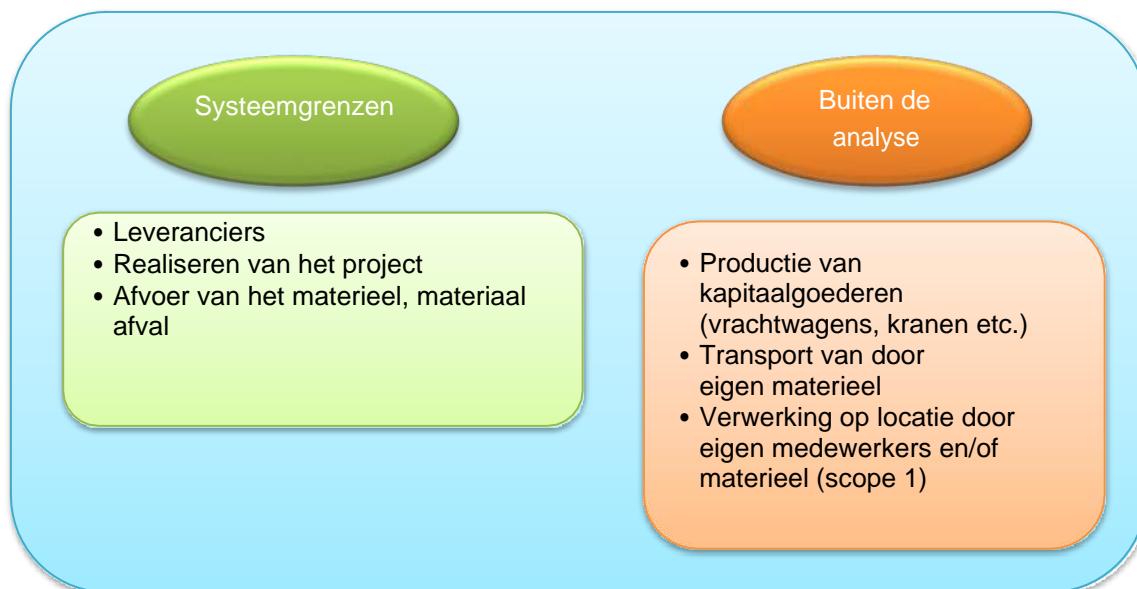 Systeemgrenzen
• Leveranciers
• Realiseren van het project
• Afvoer van het materieel, materiaal
afval
Buiten de
analyse
• Productie van
kapitaalgoederen
(vrachtwagens, kranen etc.)
• Transport van door
eigen materieel
• Verwerking op locatie door
eigen medewerkers en/of
materieel (scope 1)